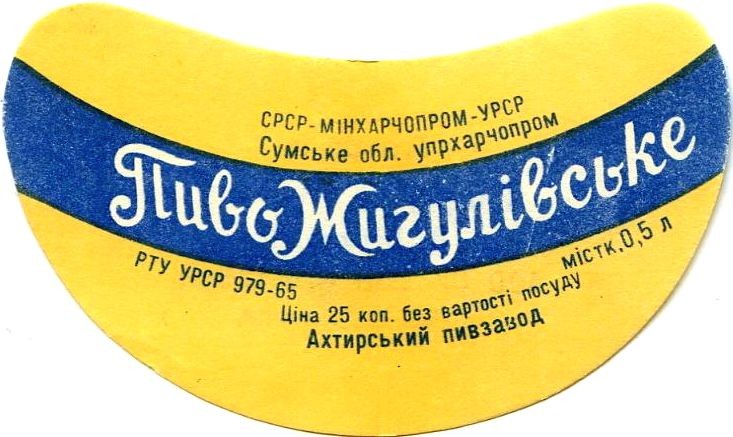 СРСР-МІНХАРЧОПРОМ-УРСР
Сумське обл. упрхарчопром
Пиво Жигулівське
РТУ УРСР 979-65
містк. 0,5 л
Ціна 25 коп. без вартості посуду
Ахтирський пивзавод